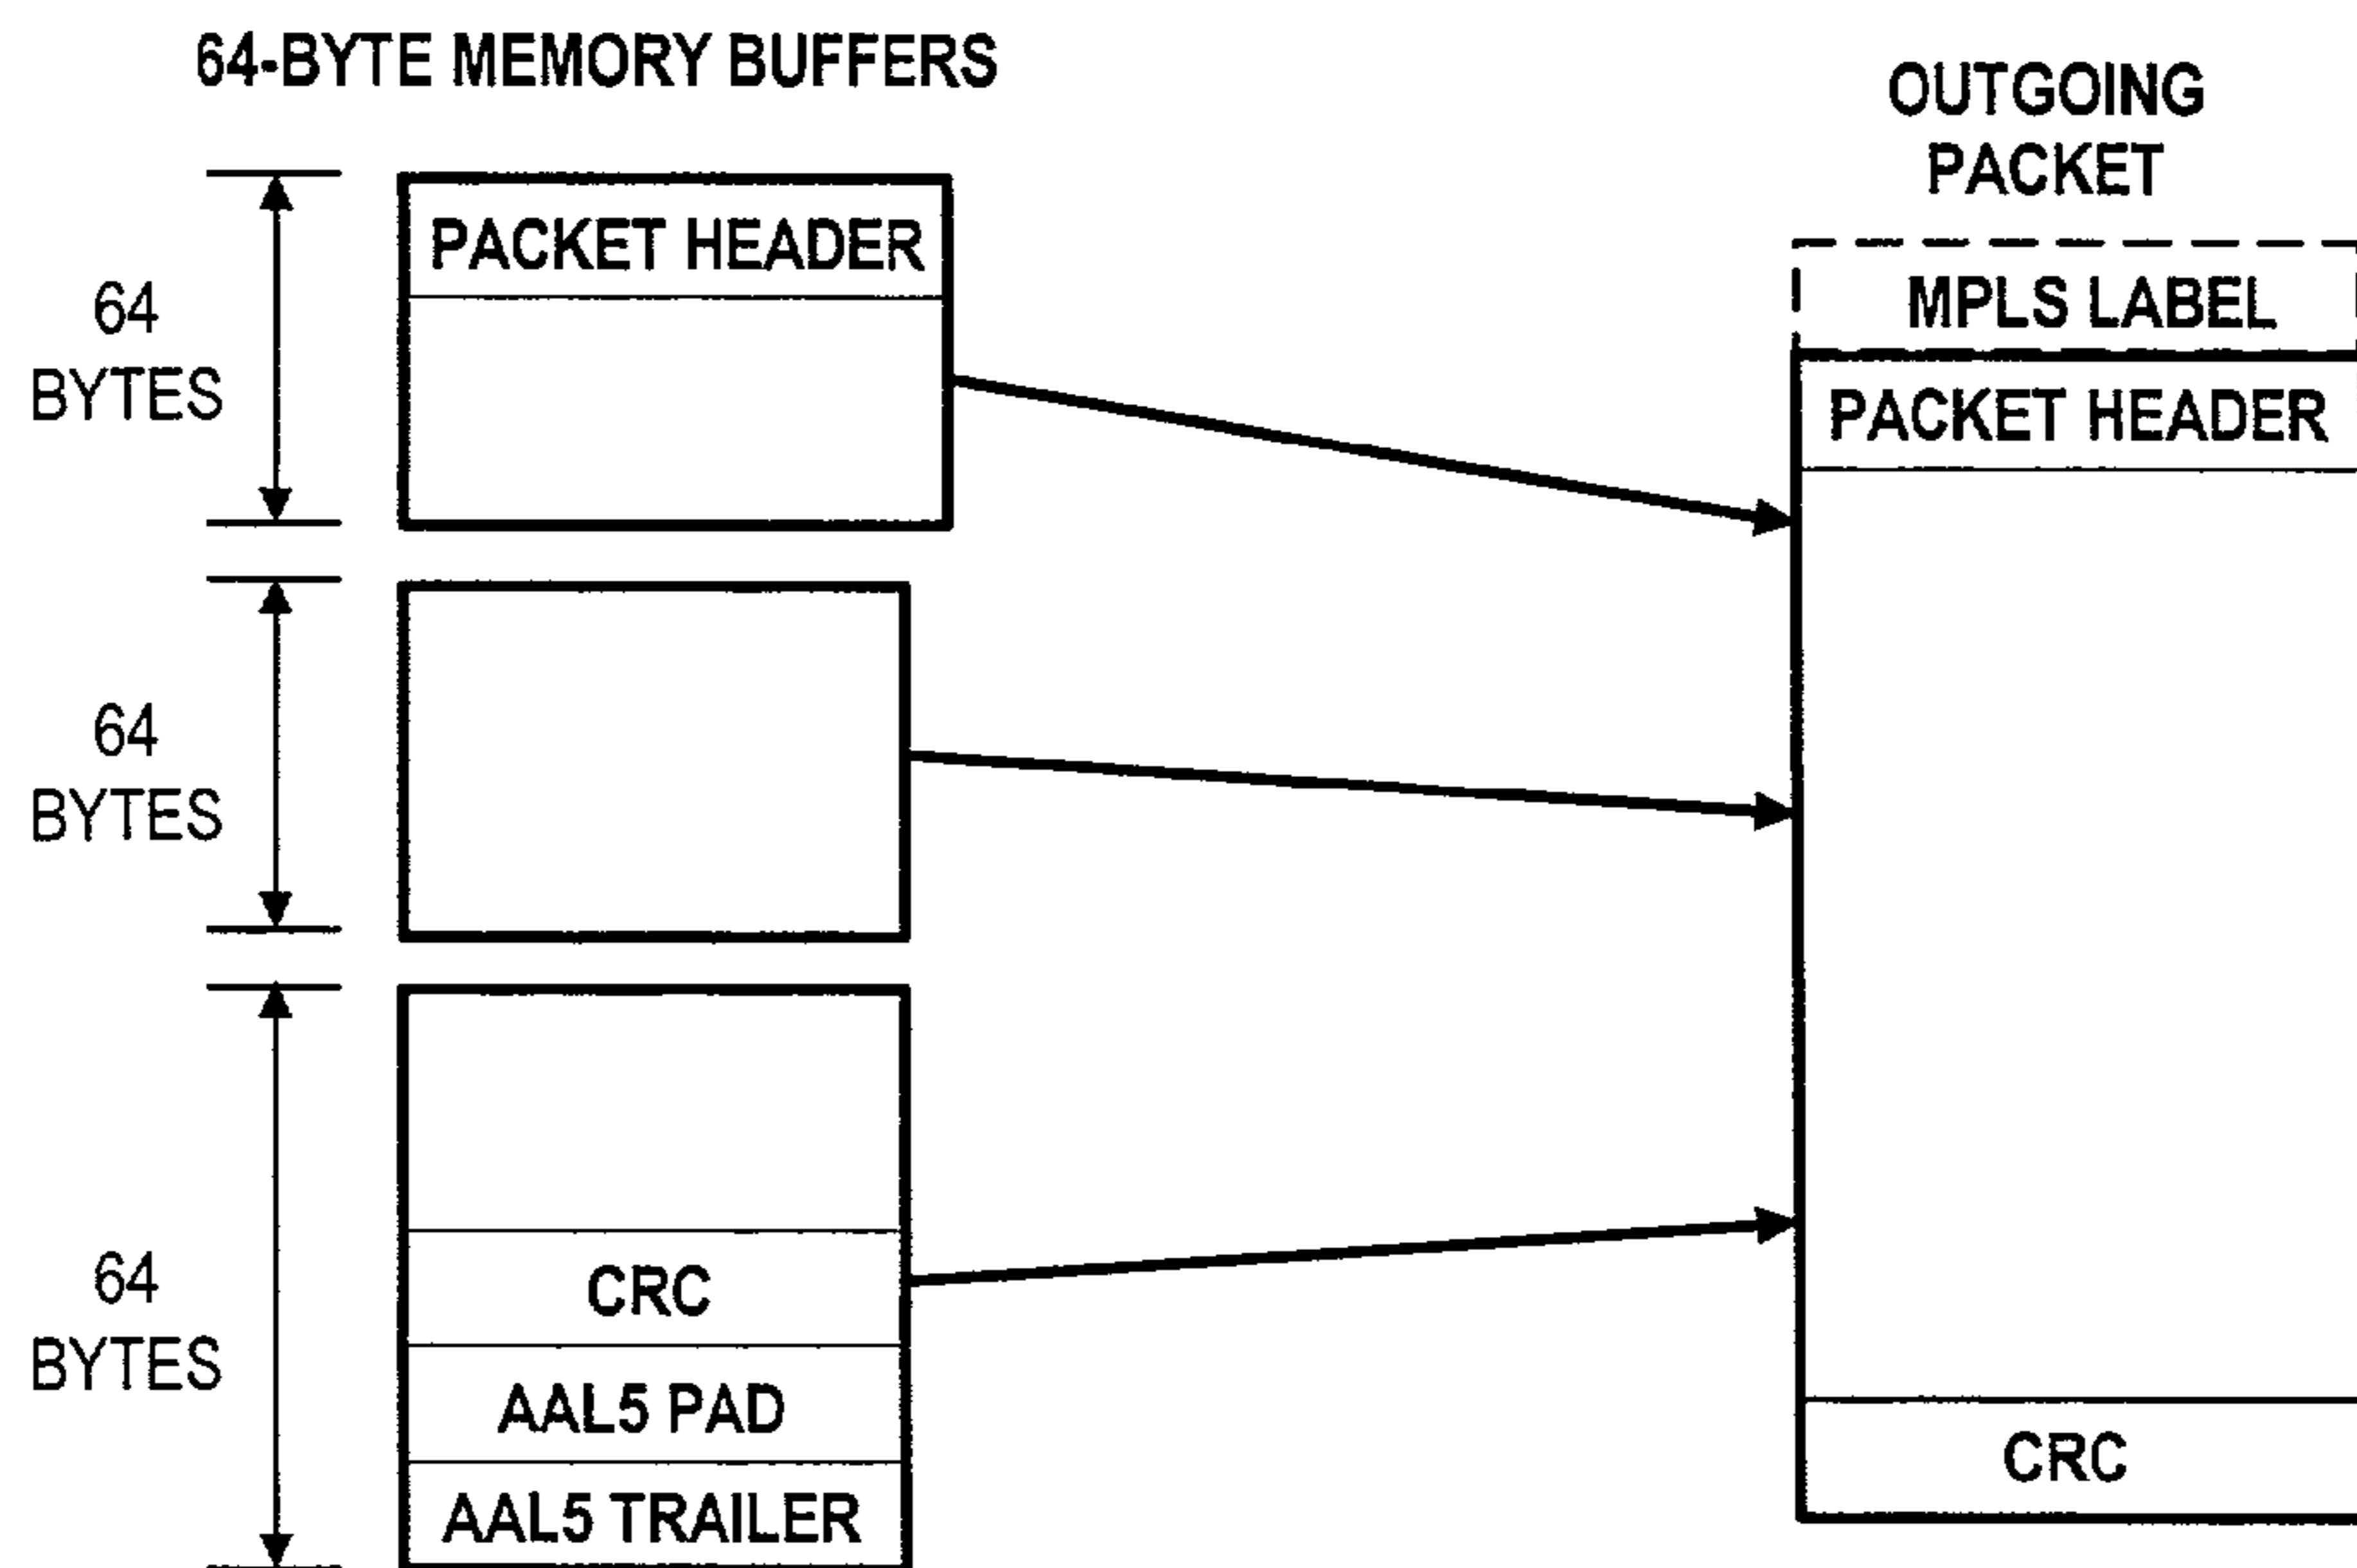 64-BYTE MEMORY BUFFERS
OUTGOING
PACKET
64
BYTES
PACKET HEADER
MPLS LABEL
PACKET HEADER
64
BYTES
64
BYTES
CRC
AAL5 PAD
AAL5 TRAILER
CRC